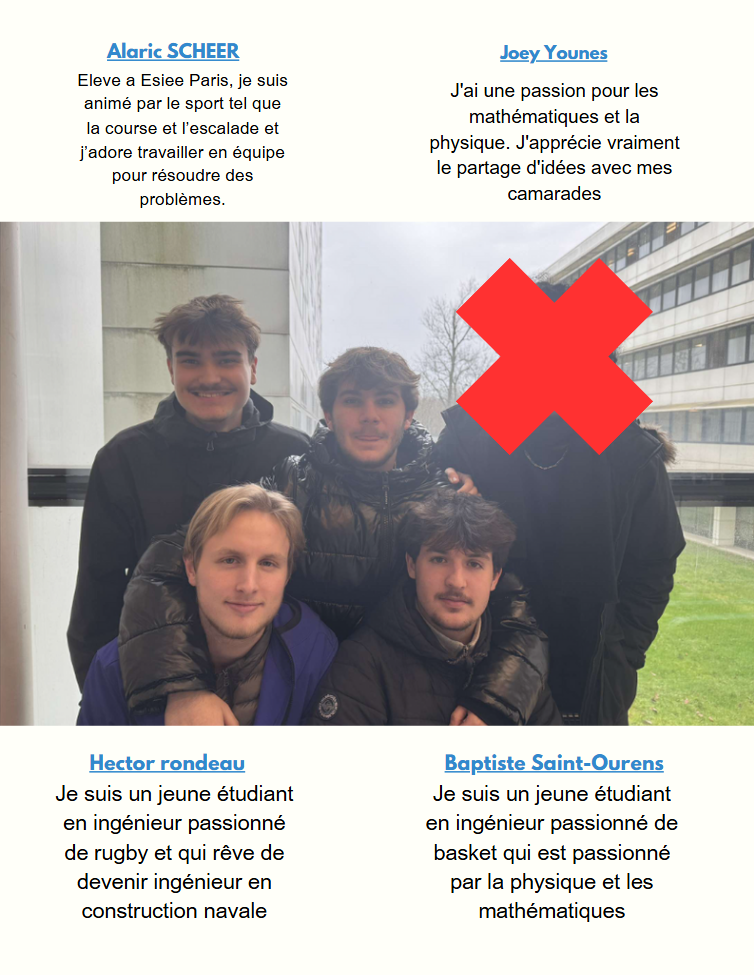 Alaric SCHEER
Eleve a Esiee Paris, je suis
animé par le sport tel que
la course et l'escalade et
j'adore travailler en équipe
pour résoudre des
problèmes.
Joey Younes
J'ai une passion pour les
mathématiques et la
physique. J'apprécie vraiment
le partage d'idées avec mes
camarades
Hector rondeau
Je suis un jeune étudiant
en ingénieur passionné
de rugby et qui rêve de
devenir ingénieur en
construction navale
Baptiste Saint-Ourens
Je suis un jeune étudiant
en ingénieur passionné de
basket qui est passionné
par la physique et les
mathématiques